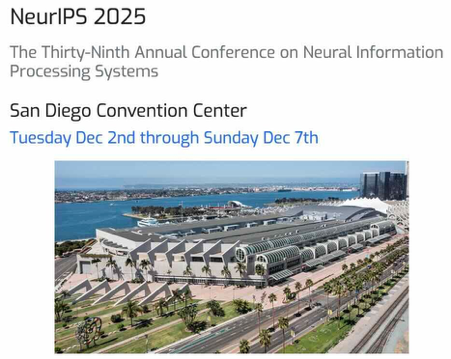 NeurIPS 2025
The Thirty-Ninth Annual Conference on Neural Information
Processing Systems
San Diego Convention Center
Tuesday Dec 2nd through Sunday Dec 7th